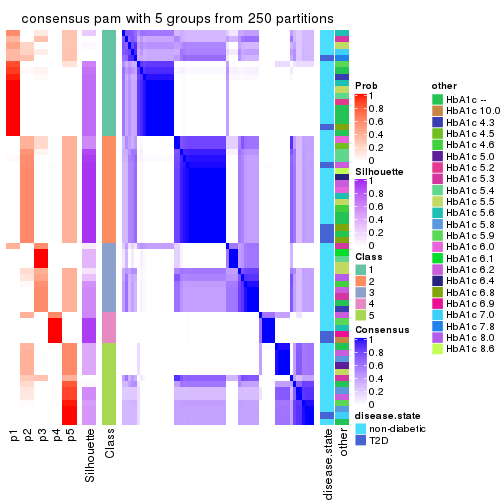 consensus pam with 5 groups from 250 partitions
Prob
1
0.8
0.6
0.4
0.2
0
Silhouette
1
0.8
0.6
0.4
0.2
0
Class
1
2
3
4
5
Consensus
1
0.8
0.6
0.4
0.2
0
disease.state
non-diabetic
T2D
other
HbA1c --
HbA1c 10.0
HbA1c 4.3
HbA1c 4.5
HbA1c 4.6
HbA1c 5.0
HbA1c 5.2
HbA1c 5.3
HbA1c 5.4
HbA1c 5.5
HbA1c 5.6
HbA1c 5.8
HbA1c 5.9
HbA1c 6.0
HbA1c 6.1
HbA1c 6.2
HbA1c 6.4
HbA1c 6.8
HbA1c 6.9
HbA1c 7.0
HbA1c 7.8
HbA1c 8.0
HbA1c 8.6
p1
p2
p3
p4
p5
Silhouette
Class
disease.state
other